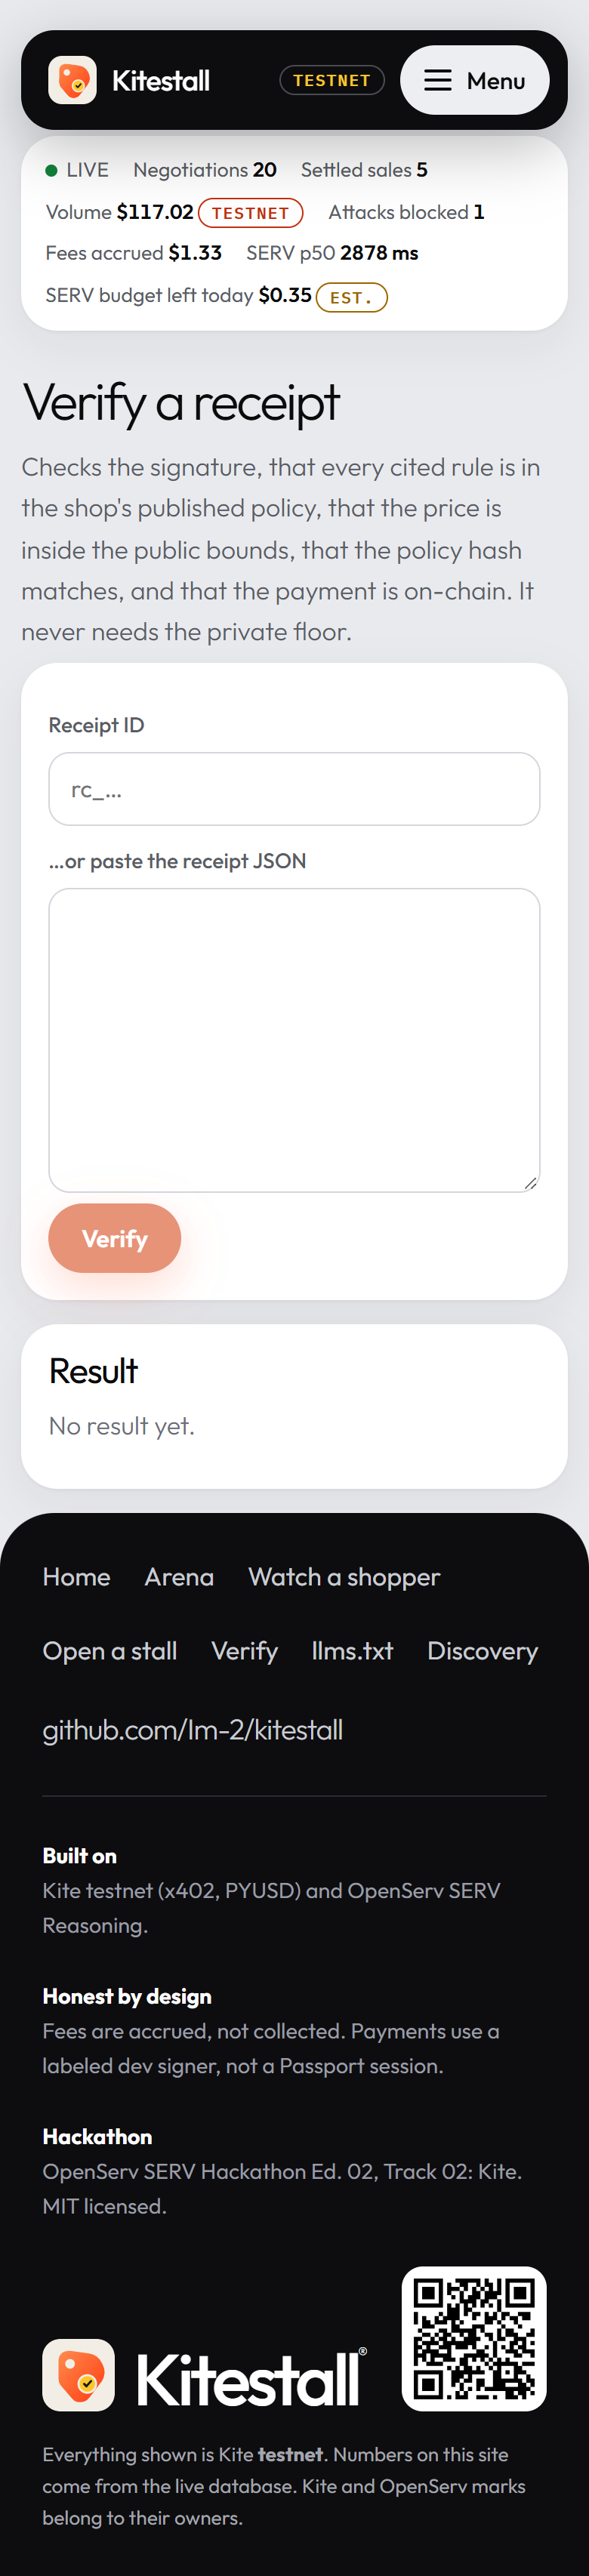 Kitestall
TESTNET
Menu
LIVE Negotiations 20 Settled sales 5
Volume $117.02 TESTNET Attacks blocked 1
Fees accrued $1.33 SERV p50 2878 ms
SERV budget left today $0.35 EST.
Verify a receipt
Checks the signature, that every cited rule is in
the shop's published policy, that the price is
inside the public bounds, that the policy hash
matches, and that the payment is on-chain. It
never needs the private floor.
Receipt ID
rc_...
...or paste the receipt JSON
Verify
Result
No result yet.
Home Arena Watch a shopper
Open a stall Verify llms.txt Discovery
github.com/lm-2/kitestall
Built on
Kite testnet (x402, PYUSD) and OpenServ SERV
Reasoning.
Honest by design
Fees are accrued, not collected. Payments use a
labeled dev signer, not a Passport session.
Hackathon
OpenServ SERV Hackathon Ed. 02, Track 02: Kite.
MIT licensed.
Kitestall®
Everything shown is Kite testnet. Numbers on this site
come from the live database. Kite and OpenServ marks
belong to their owners.